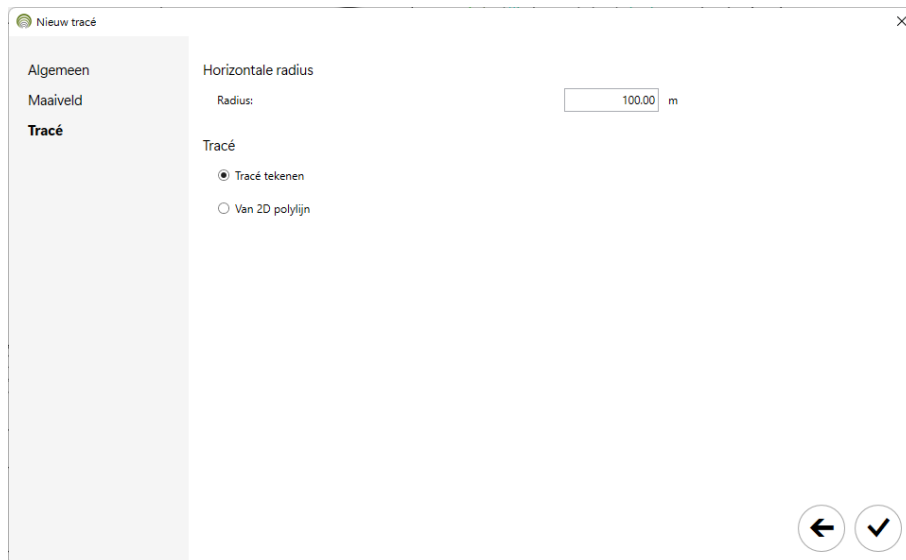 Nieuw tracé
Algemeen
Maaiveld
Tracé
Horizontale radius
Radius: 100.00 m
Tracé
Tracé tekenen
Van 2D polylijn